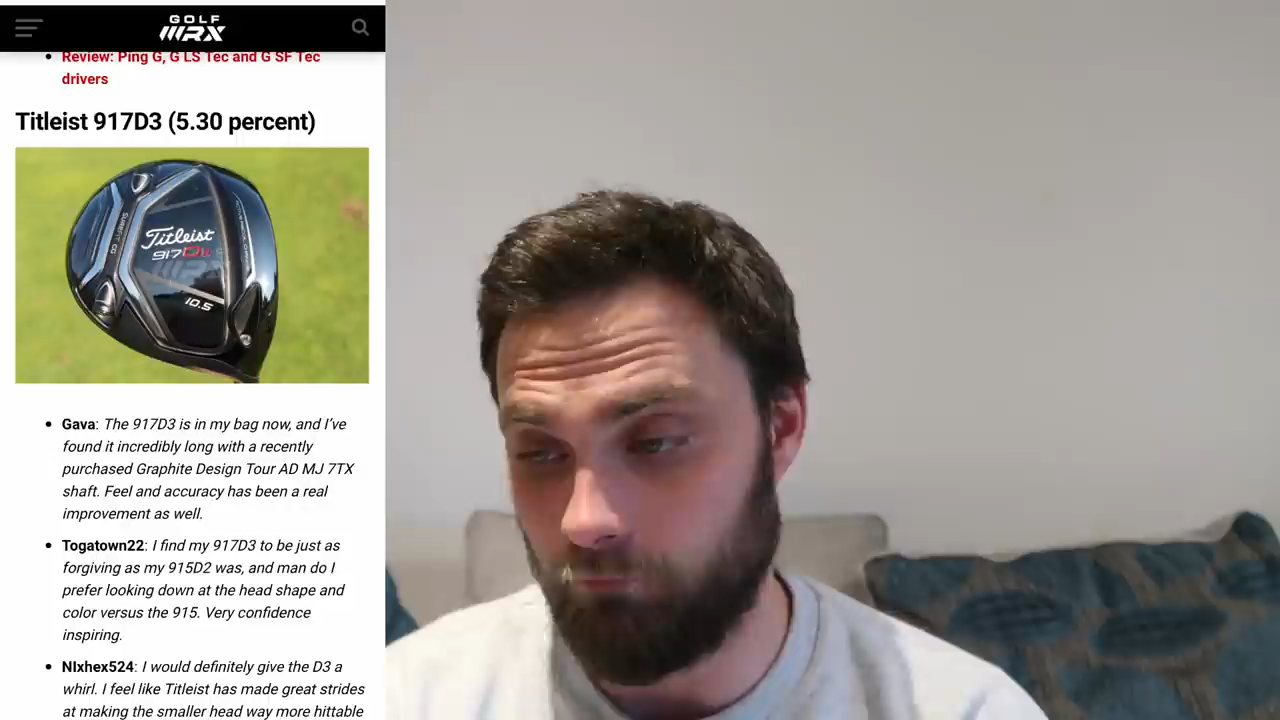 GOLF
WRX
Review: Ping G, G LS Tec and G SF Tec
drivers
Titleist 917D3 (5.30 percent)
Titleist
917
10.5
Gava: The 917D3 is in my bag now, and I've
found it incredibly long with a recently
purchased Graphite Design Tour AD MJ 7TX
shaft. Feel and accuracy has been a real
improvement as well.
Togatown22: I find my 917D3 to be just as
forgiving as my 915D2 was, and man do I
prefer looking down at the head shape and
color versus the 915. Very confidence
inspiring.
NIxhex524: I would definitely give the D3 a
whirl. I feel like Titleist has made great strides
at making the smaller head way more hittable